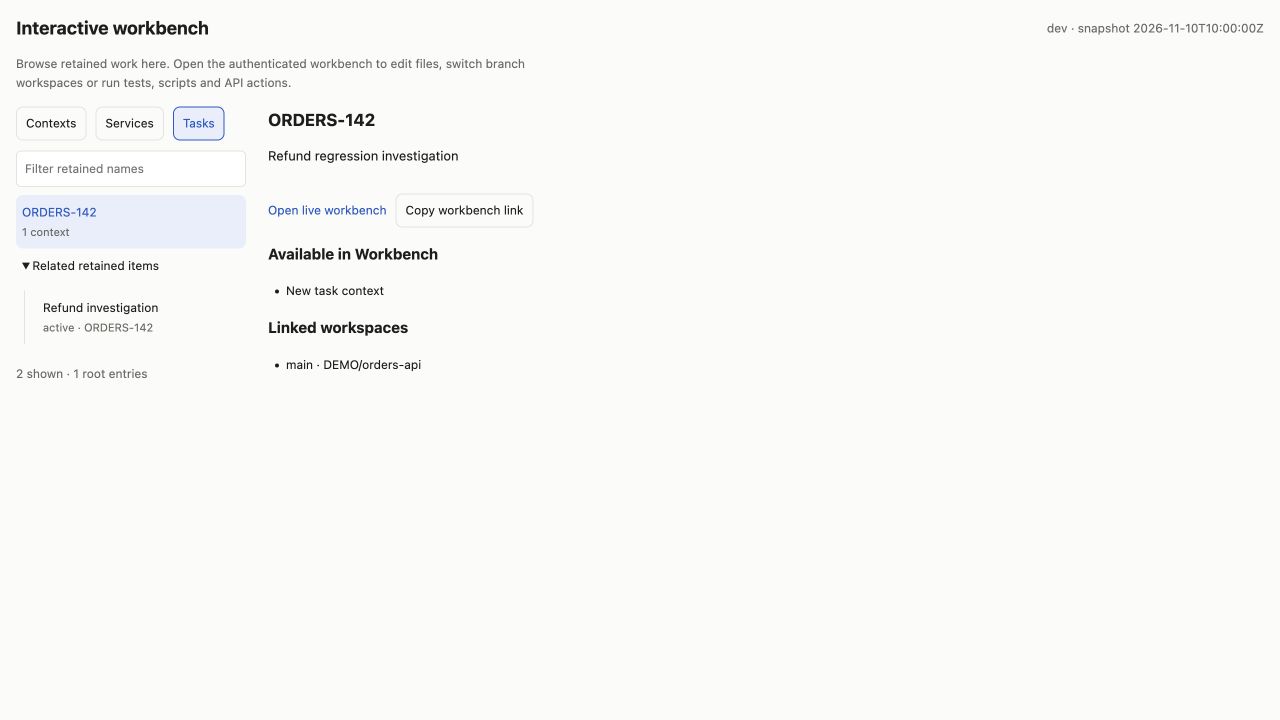 Interactive workbench
dev · snapshot 2026-11-10T10:00:00Z
Browse retained work here. Open the authenticated workbench to edit files, switch branch
workspaces or run tests, scripts and API actions.
Contexts
Services
Tasks
Filter retained names
ORDERS-142
1 context
▼ Related retained items
Refund investigation
active · ORDERS-142
2 shown · 1 root entries
ORDERS-142
Refund regression investigation
Open live workbench
Copy workbench link
Available in Workbench
• New task context
Linked workspaces
• main · DEMO/orders-api